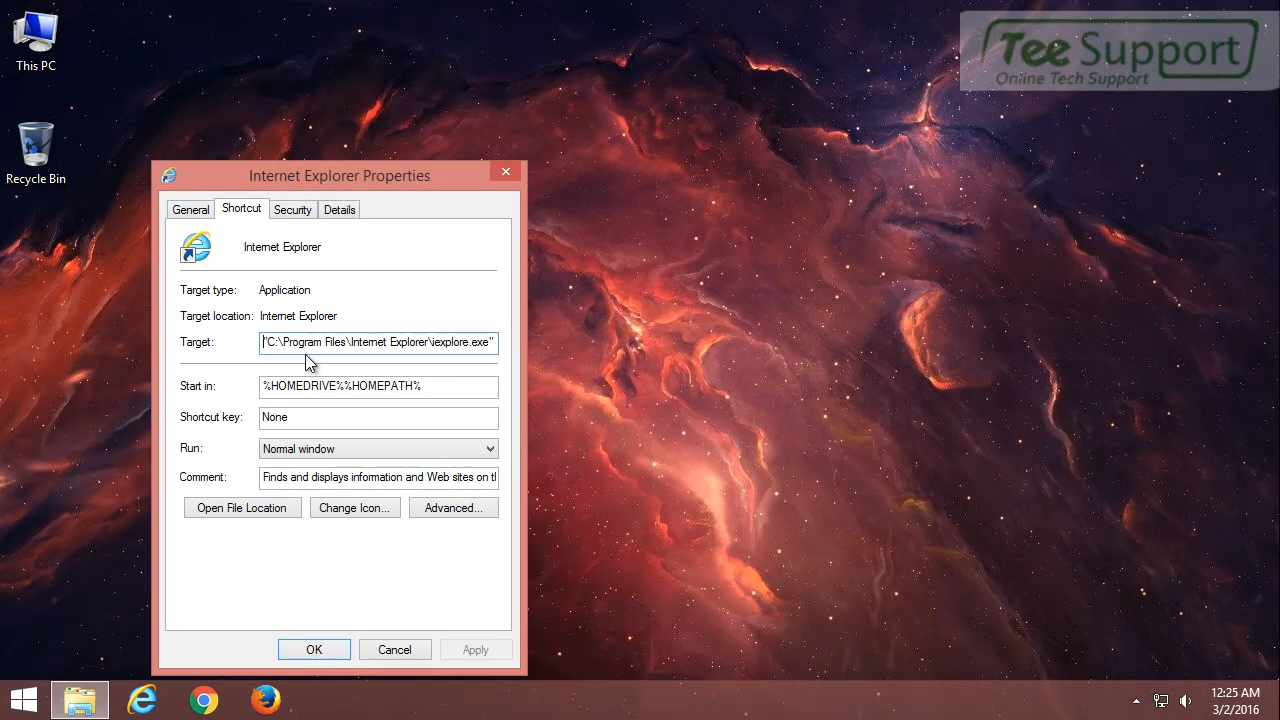 This PC
Recycle Bin
Tee Support
Online Tech Support
Internet Explorer Properties
General Shortcut Security Details
Internet Explorer
Target type: Application
Target location: Internet Explorer
Target: "C:\Program Files\Internet Explorer\iexplore.exe"
Start in: %HOMEDRIVE%%HOMEPATH%
Shortcut key: None
Run: Normal window
Comment: Finds and displays information and Web sites on
Open File Location Change Icon... Advanced...
OK Cancel Apply
12:25 AM
3/2/2016